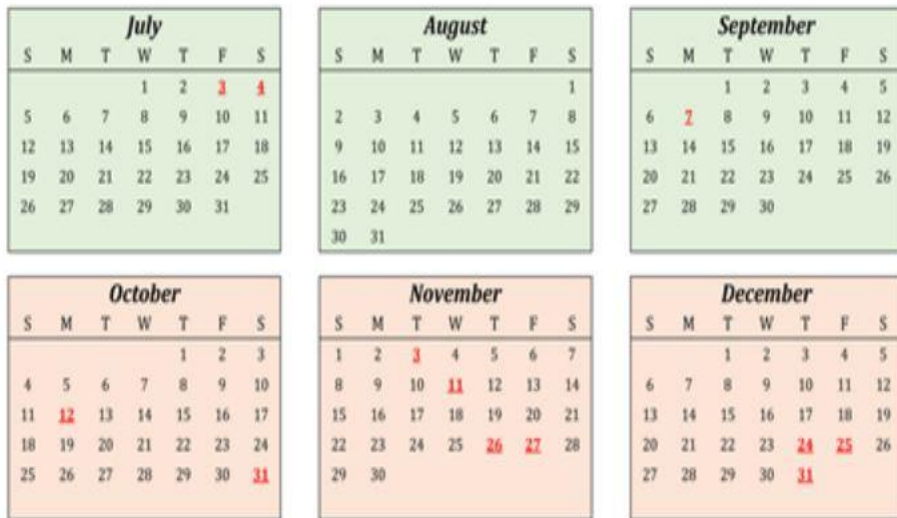 July
S M T W T F S
1 2 3 4
5 6 7 8 9 10 11
12 13 14 15 16 17 18
19 20 21 22 23 24 25
26 27 28 29 30 31
August
S M T W T F S
1
2 3 4 5 6 7 8
9 10 11 12 13 14 15
16 17 18 19 20 21 22
23 24 25 26 27 28 29
30 31
September
S M T W T F S
1 2 3 4 5
6 7 8 9 10 11 12
13 14 15 16 17 18 19
20 21 22 23 24 25 26
27 28 29 30
October
S M T W T F S
1 2 3
4 5 6 7 8 9 10
11 12 13 14 15 16 17
18 19 20 21 22 23 24
25 26 27 28 29 30 31
November
S M T W T F S
1 2 3 4 5 6 7
8 9 10 11 12 13 14
15 16 17 18 19 20 21
22 23 24 25 26 27 28
29 30
December
S M T W T F S
1 2 3 4 5
6 7 8 9 10 11 12
13 14 15 16 17 18 19
20 21 22 23 24 25 26
27 28 29 30 31